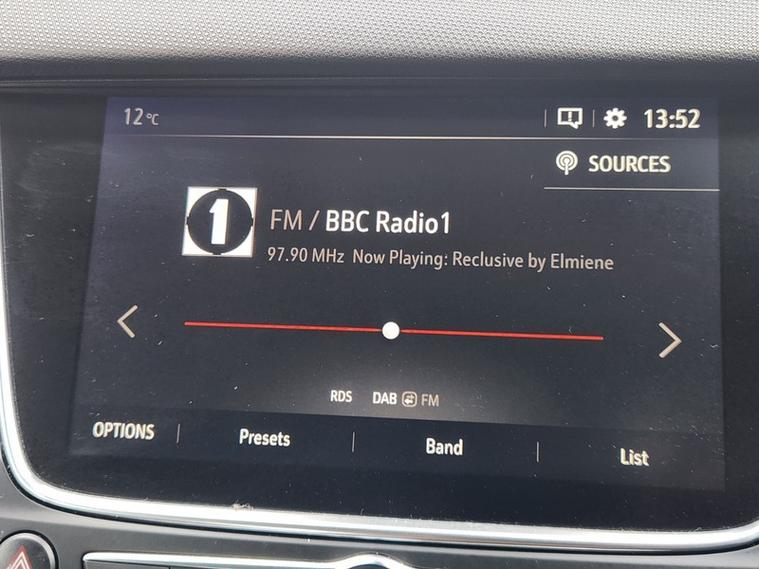 12°C
13:52
SOURCES
1
FM / BBC Radio1
97.90 MHz Now Playing: Reclusive by Elmiene
RDS DAB FM
OPTIONS Presets Band List